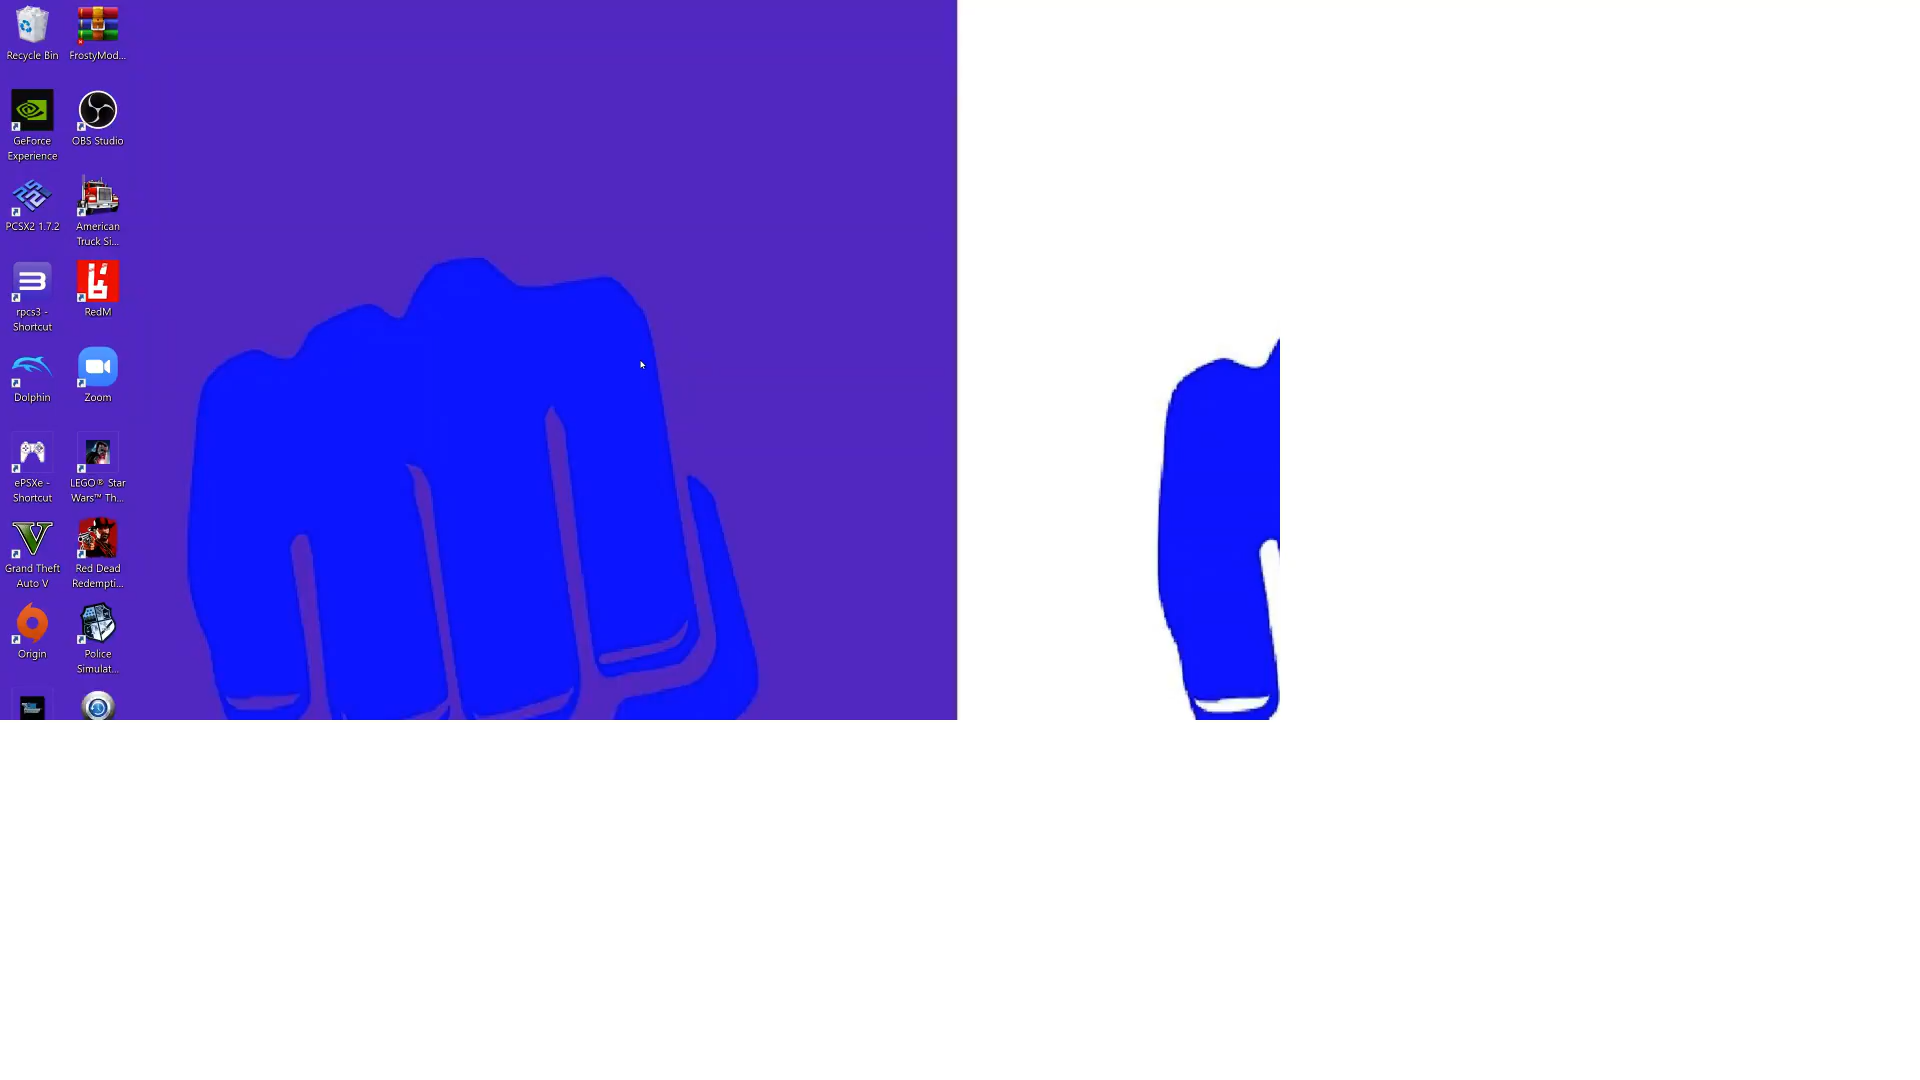 Recycle Bin
FrostyMod...
GeForce
Experience
OBS Studio
PCSX2 1.7.2
American
Truck Si...
rpcs3 -
Shortcut
RedM
Dolphin
Zoom
ePSXe -
Shortcut
LEGO® Star
Wars™ Th...
Grand Theft
Auto V
Red Dead
Redempti...
Origin
Police
Simulat...